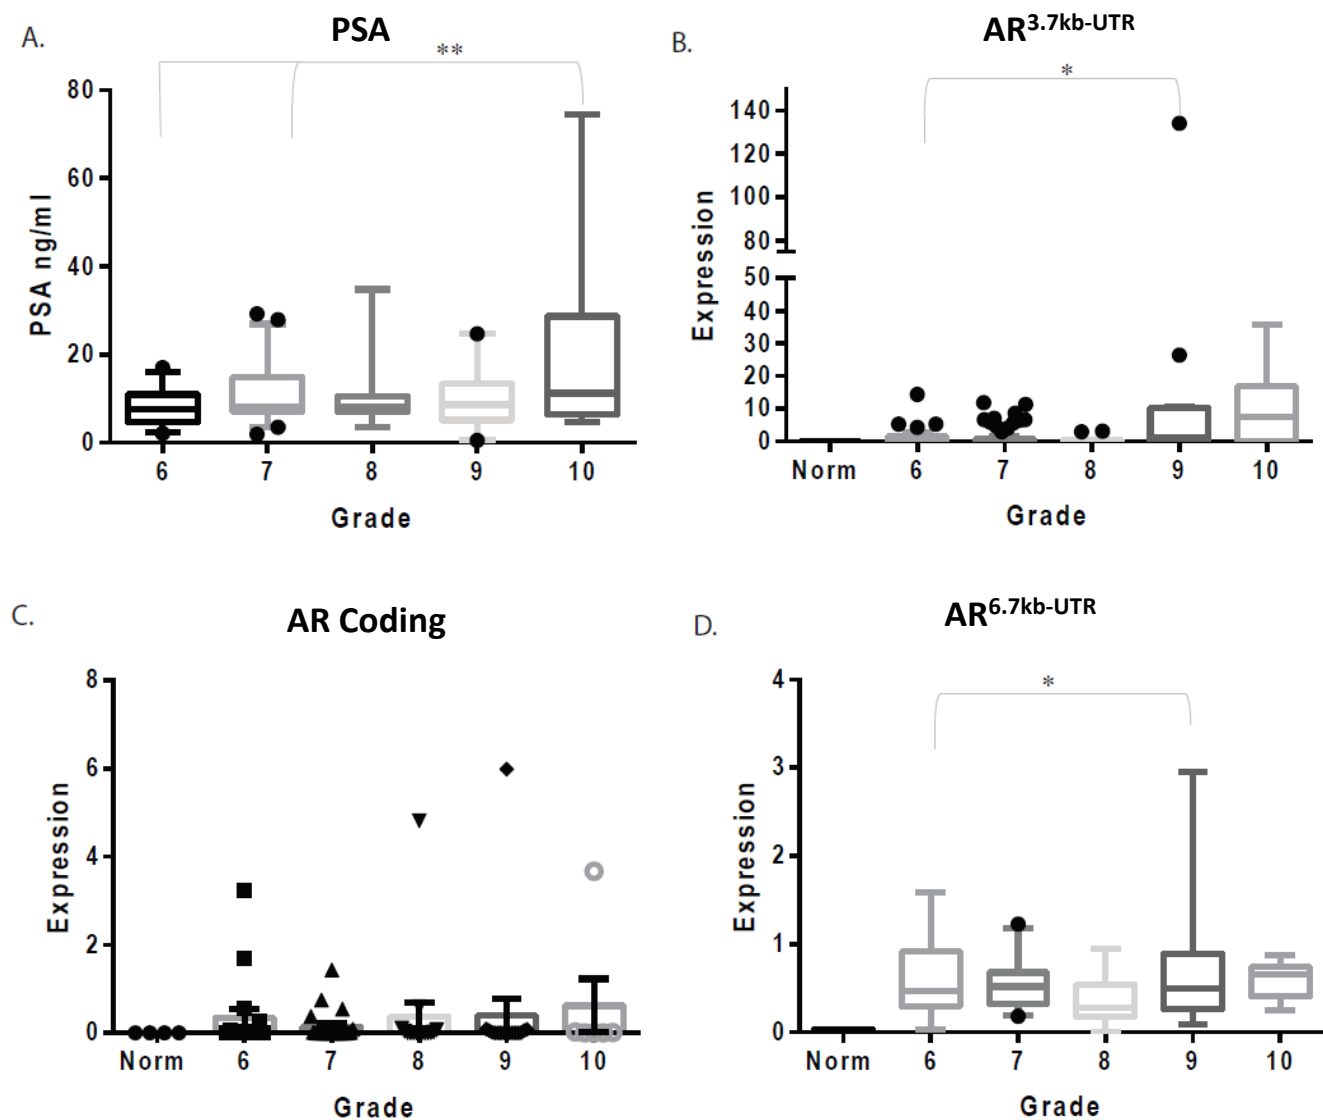 A.
PSA
**
PSA ng/ml
80
60
40
20
0
6 7 8 9 10
Grade
B.
AR3.7kb-UTR
*
Expression
140
120
100
80
50
40
30
20
10
0
Norm 6 7 8 9 10
Grade
C.
AR Coding
Expression
8
6
4
2
0
Norm 6 7 8 9 10
Grade
D.
AR6.7kb-UTR
*
Expression
4
3
2
1
0
Norm 6 7 8 9 10
Grade